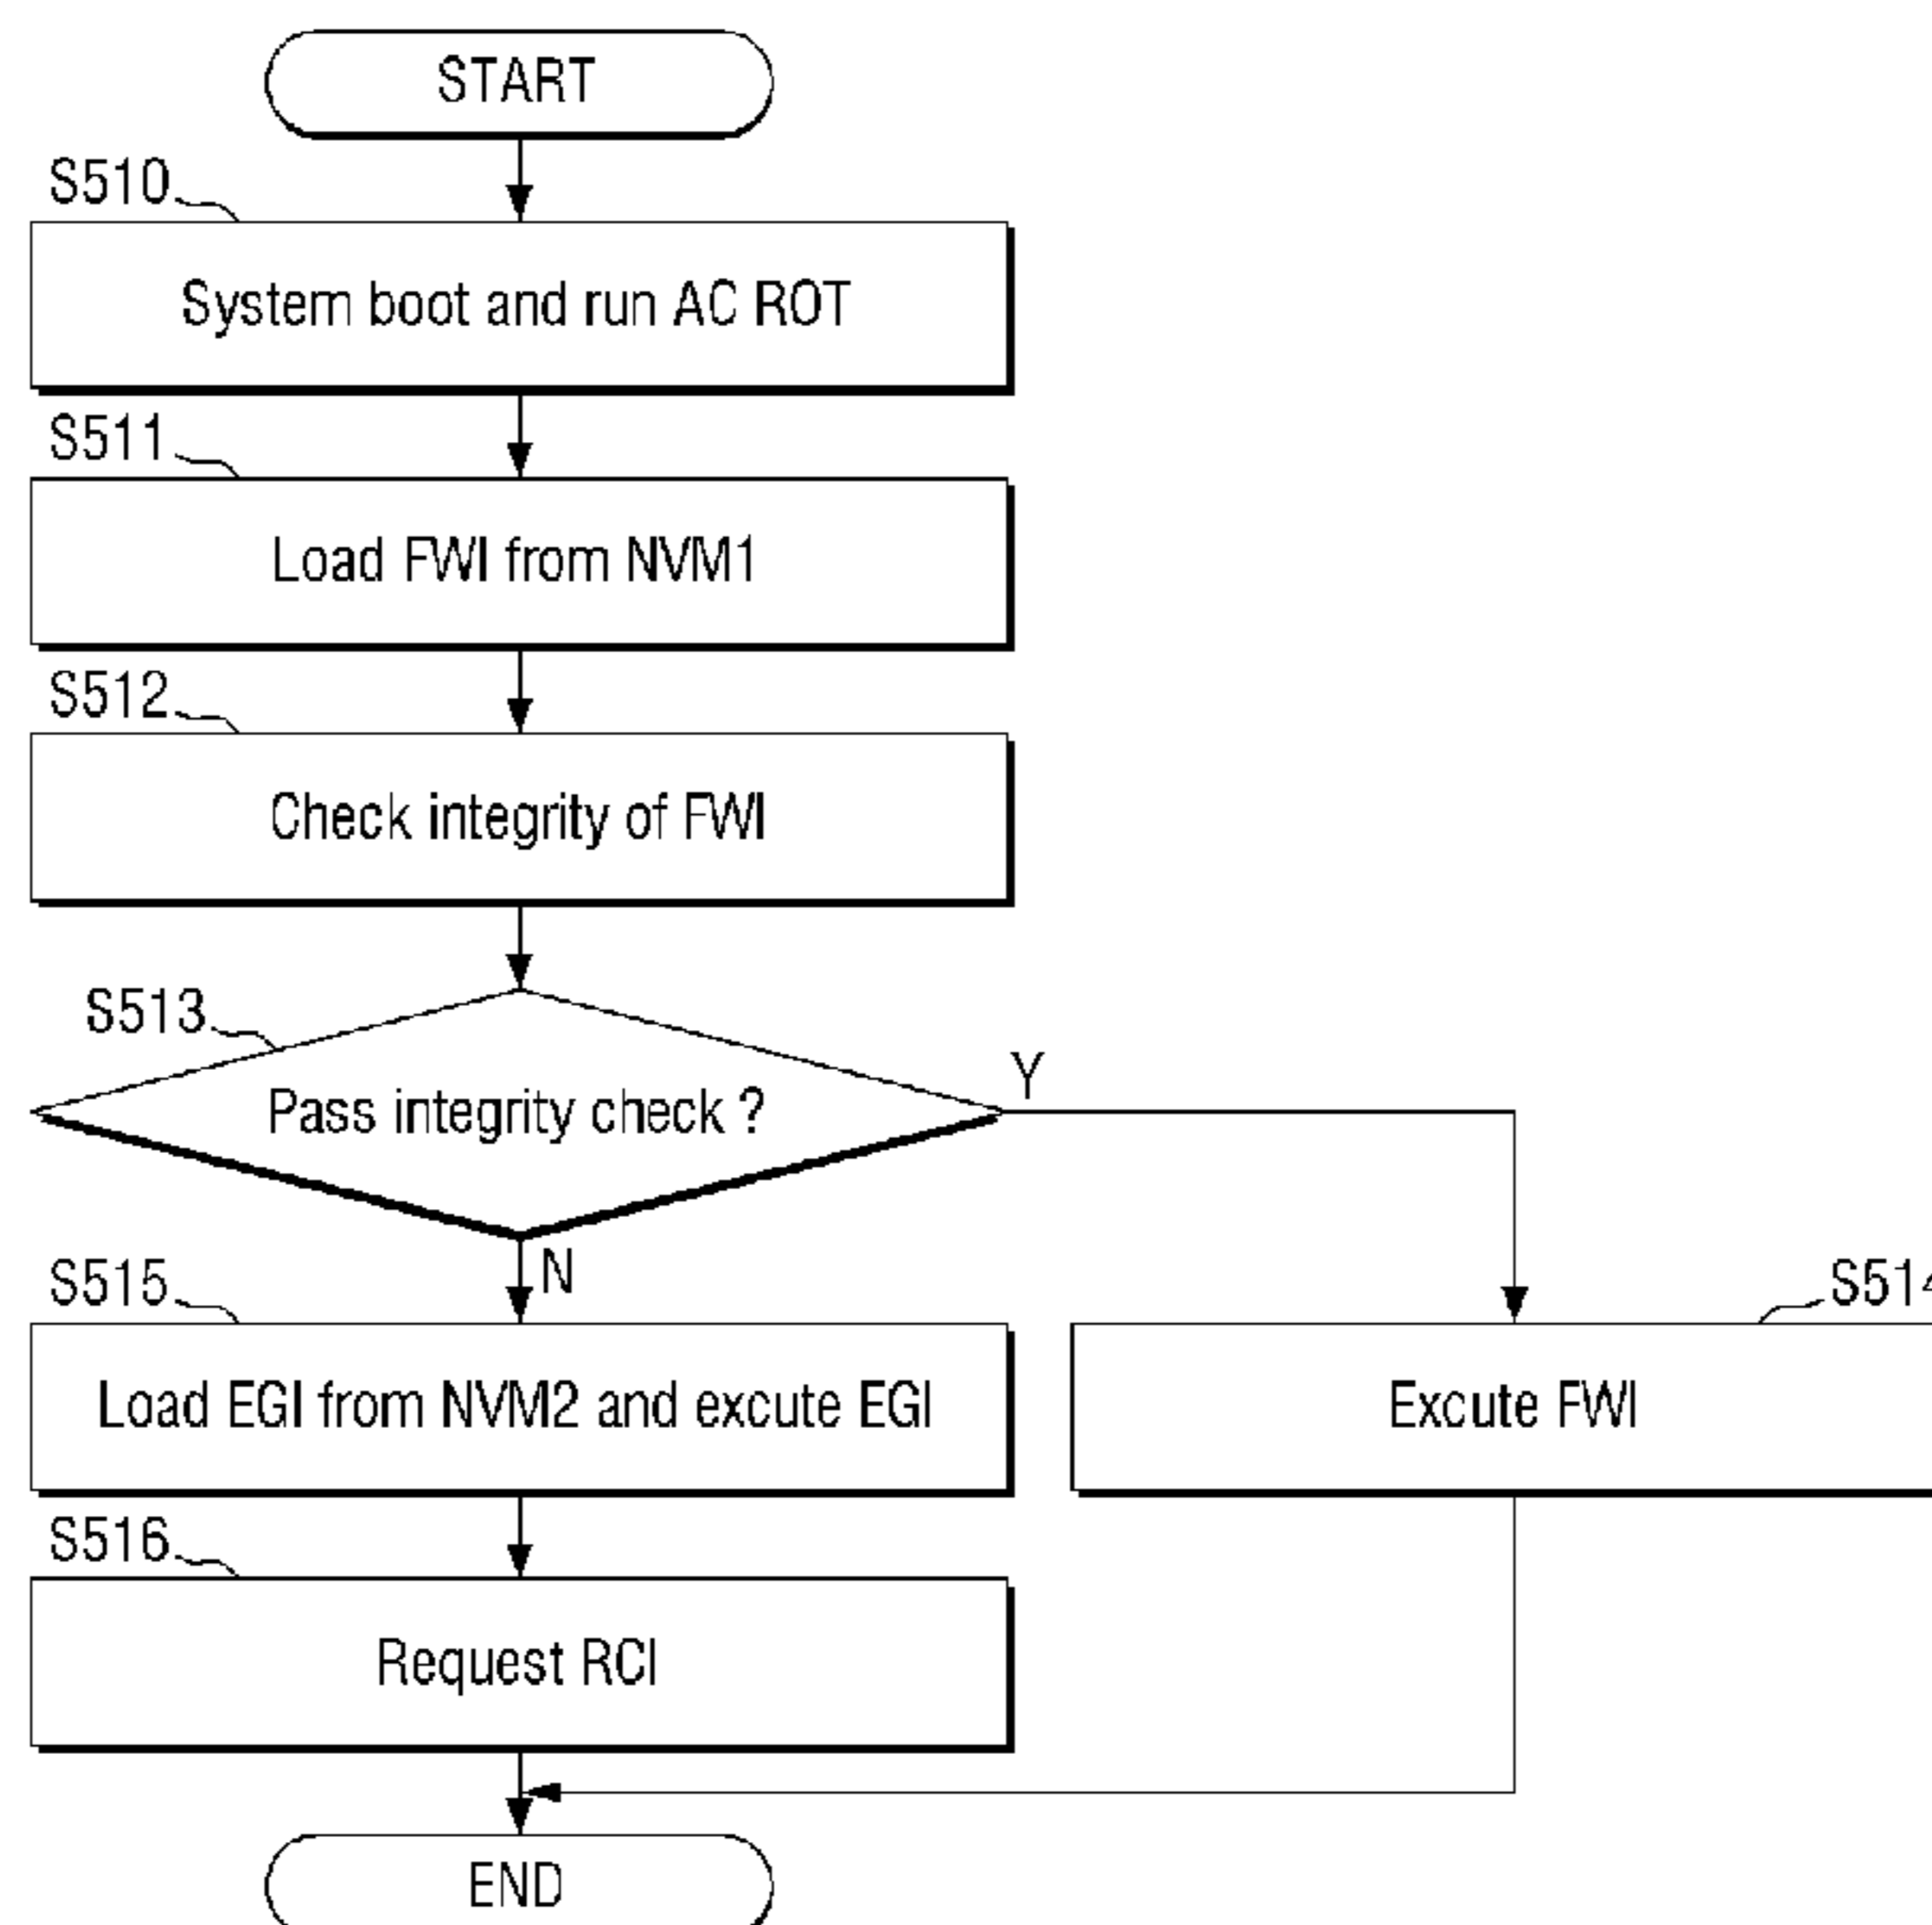 START
S510
System boot and run AC ROT
S511
Load FWI from NVM1
S512
Check integrity of FWI
S513
Pass integrity check ?
Y
N
S515
Load EGI from NVM2 and excute EGI
S514
Excute FWI
S516
Request RCI
END